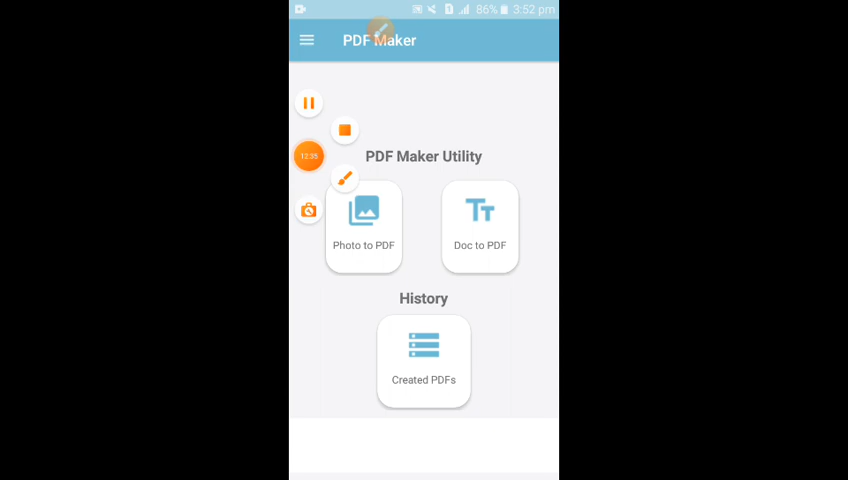 86% 3:52 pm
PDF Maker
12:35
PDF Maker Utility
Photo to PDF
Doc to PDF
History
Created PDFs